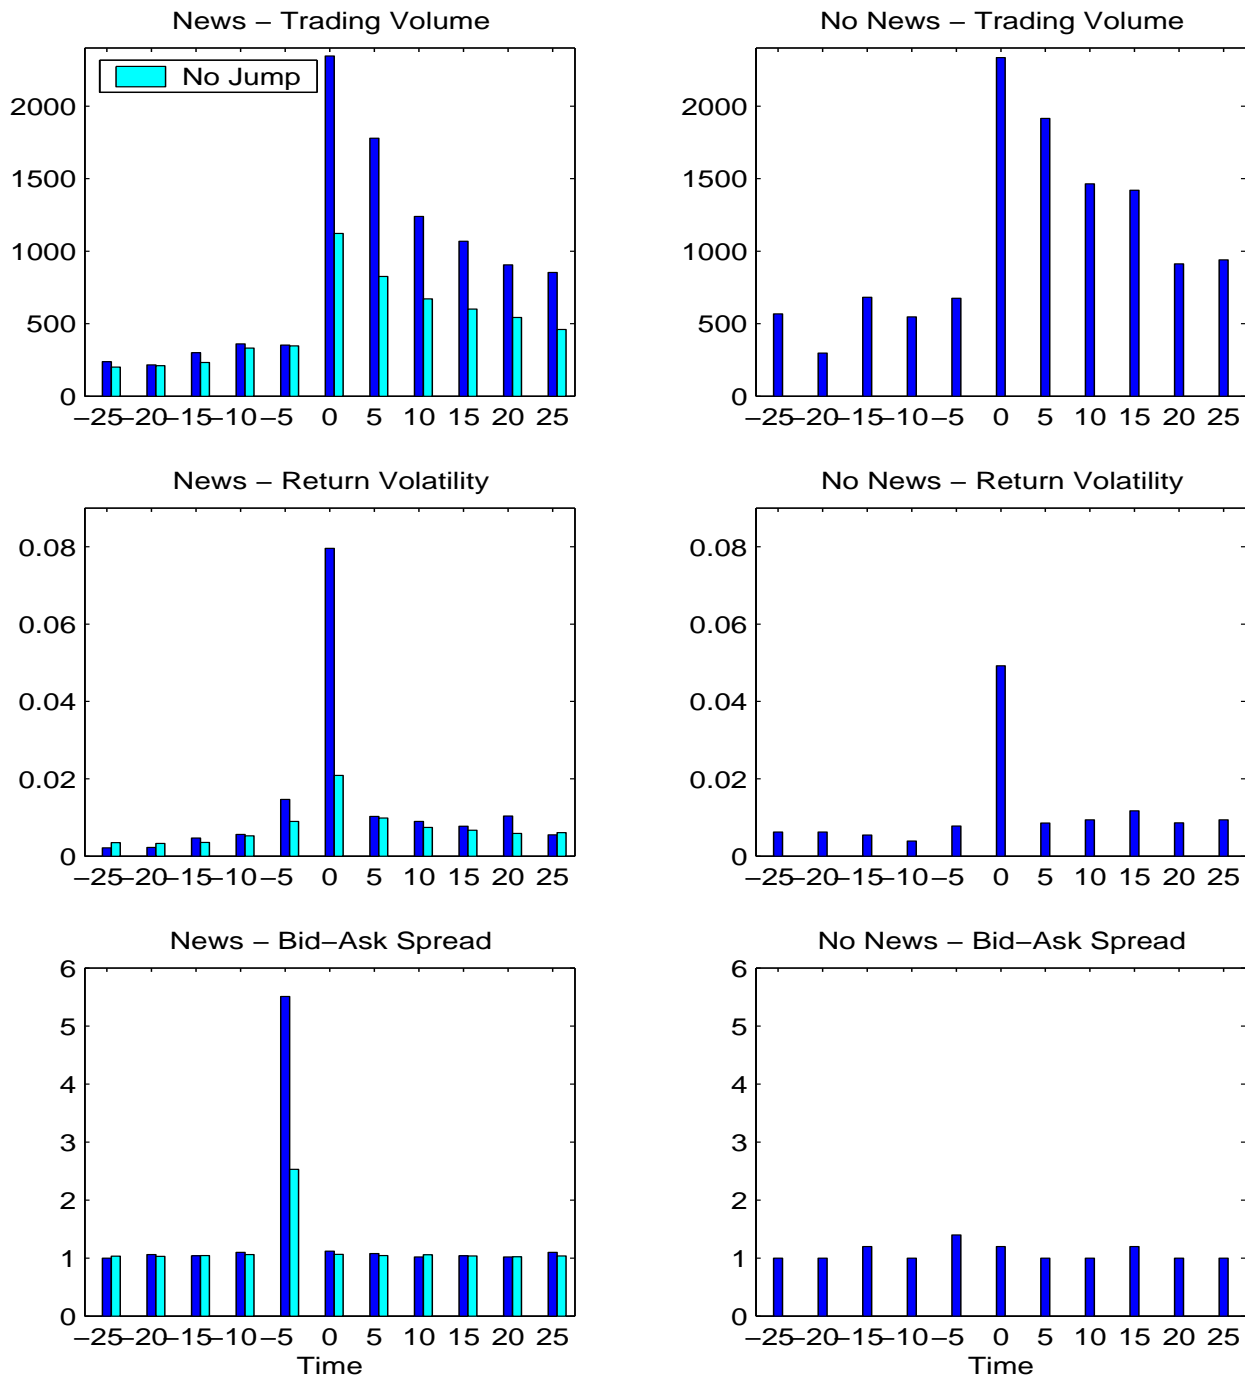 News – Trading Volume
No News – Trading Volume
No Jump
2000
1500
1000
500
0
–25 –20 –15 –10 –5 0 5 10 15 20 25
2000
1500
1000
500
0
–25 –20 –15 –10 –5 0 5 10 15 20 25
News – Return Volatility
No News – Return Volatility
0.08
0.06
0.04
0.02
0
–25 –20 –15 –10 –5 0 5 10 15 20 25
0.08
0.06
0.04
0.02
0
–25 –20 –15 –10 –5 0 5 10 15 20 25
News – Bid–Ask Spread
No News – Bid–Ask Spread
6
5
4
3
2
1
0
–25 –20 –15 –10 –5 0 5 10 15 20 25
Time
6
5
4
3
2
1
0
–25 –20 –15 –10 –5 0 5 10 15 20 25
Time